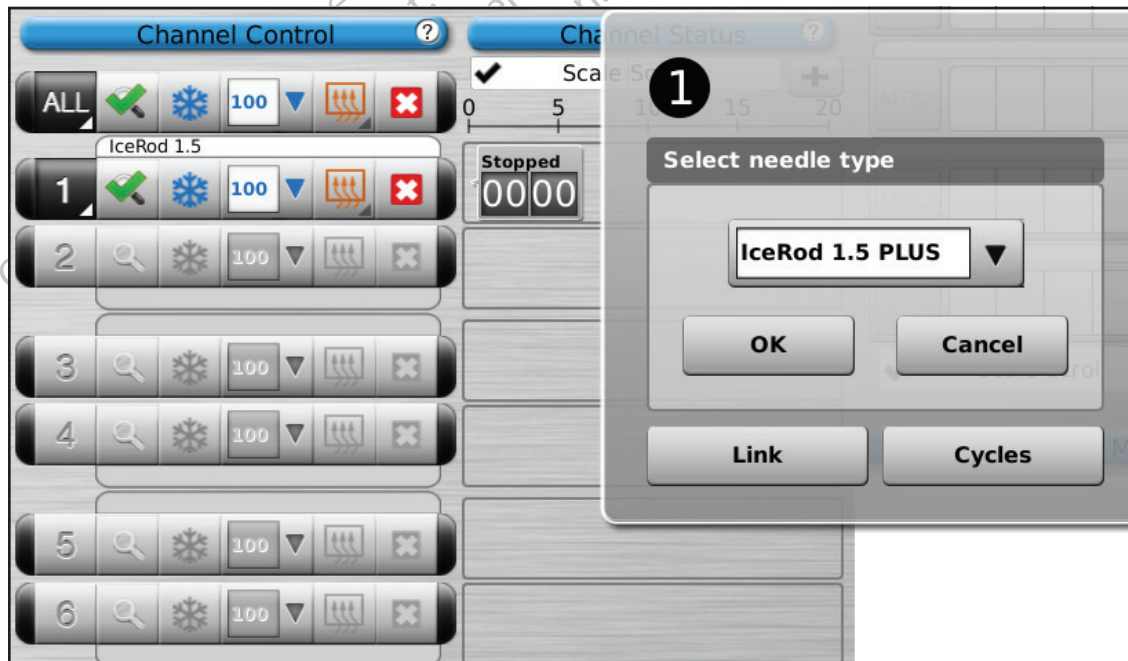 Channel Control ?
Channel Status ?
ALL 100
Scale Sc
0 5 10 15 20
IceRod 1.5
1 100
Stopped
00 00
2 100
3 100
4 100
5 100
6 100
1
Select needle type
IceRod 1.5 PLUS
OK Cancel
Link Cycles